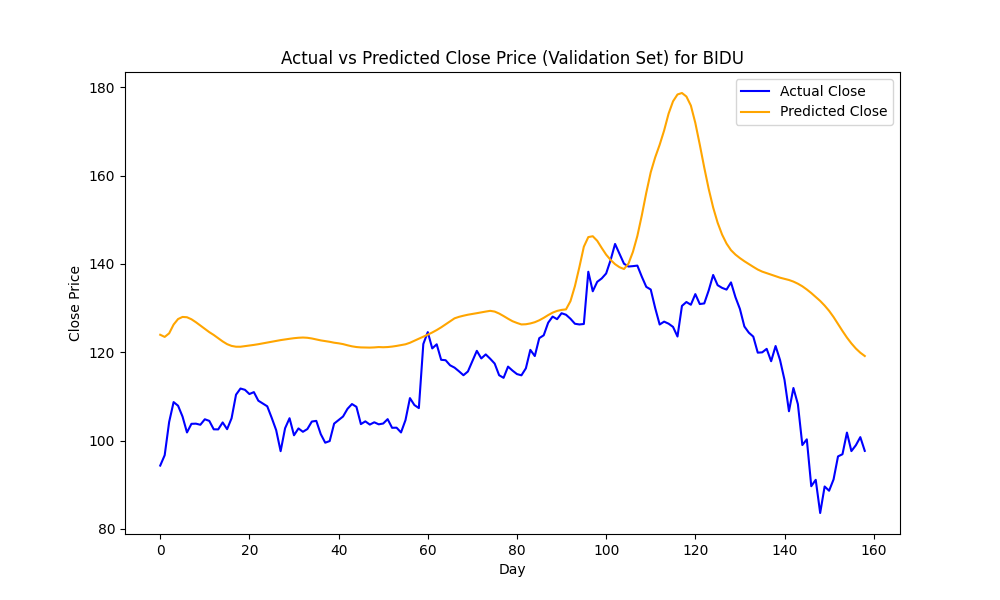 Actual vs Predicted Close Price (Validation Set) for BIDU
Actual Close
Predicted Close
Close Price
180
160
140
120
100
80
0 20 40 60 80 100 120 140 160
Day